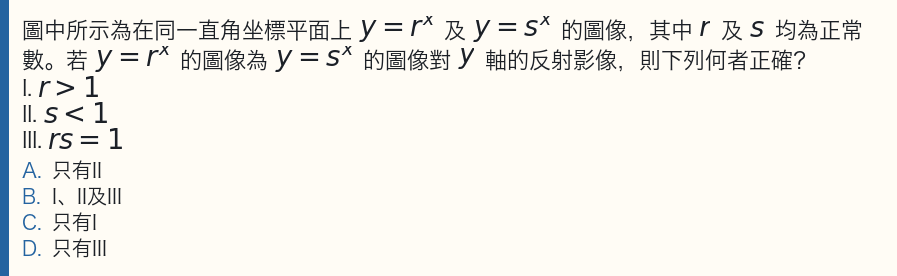 圖中所示為在同一直角坐標平面上 y = r^x 及 y = s^x 的圖像，其中 r 及 s 均為正常
數。若 y = r^x 的圖像為 y = s^x 的圖像對 y 軸的反射影像，則下列何者正確？
I. r > 1
II. s < 1
III. rs = 1
A. 只有II
B. I、II及III
C. 只有I
D. 只有III